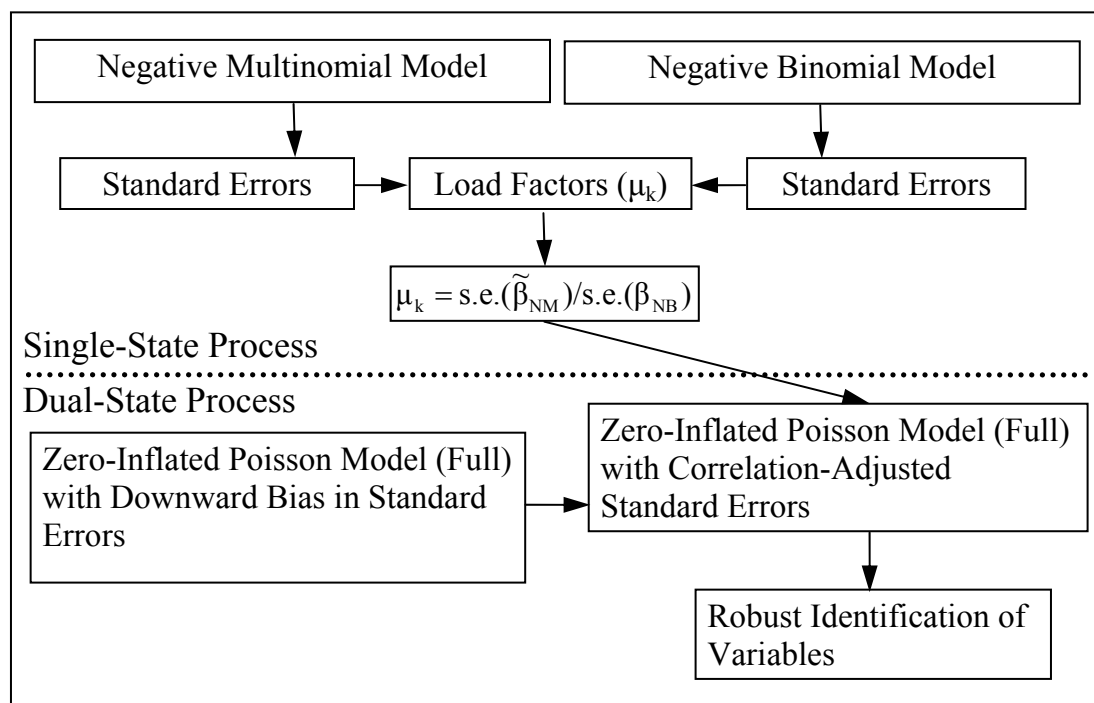 Negative Multinomial Model
Negative Binomial Model
Standard Errors
Load Factors (μₖ)
Standard Errors
μₖ = s.e.(β̃_NM)/s.e.(β_NB)
Single-State Process
Dual-State Process
Zero-Inflated Poisson Model (Full)
with Downward Bias in Standard
Errors
Zero-Inflated Poisson Model (Full)
with Correlation-Adjusted
Standard Errors
Robust Identification of
Variables